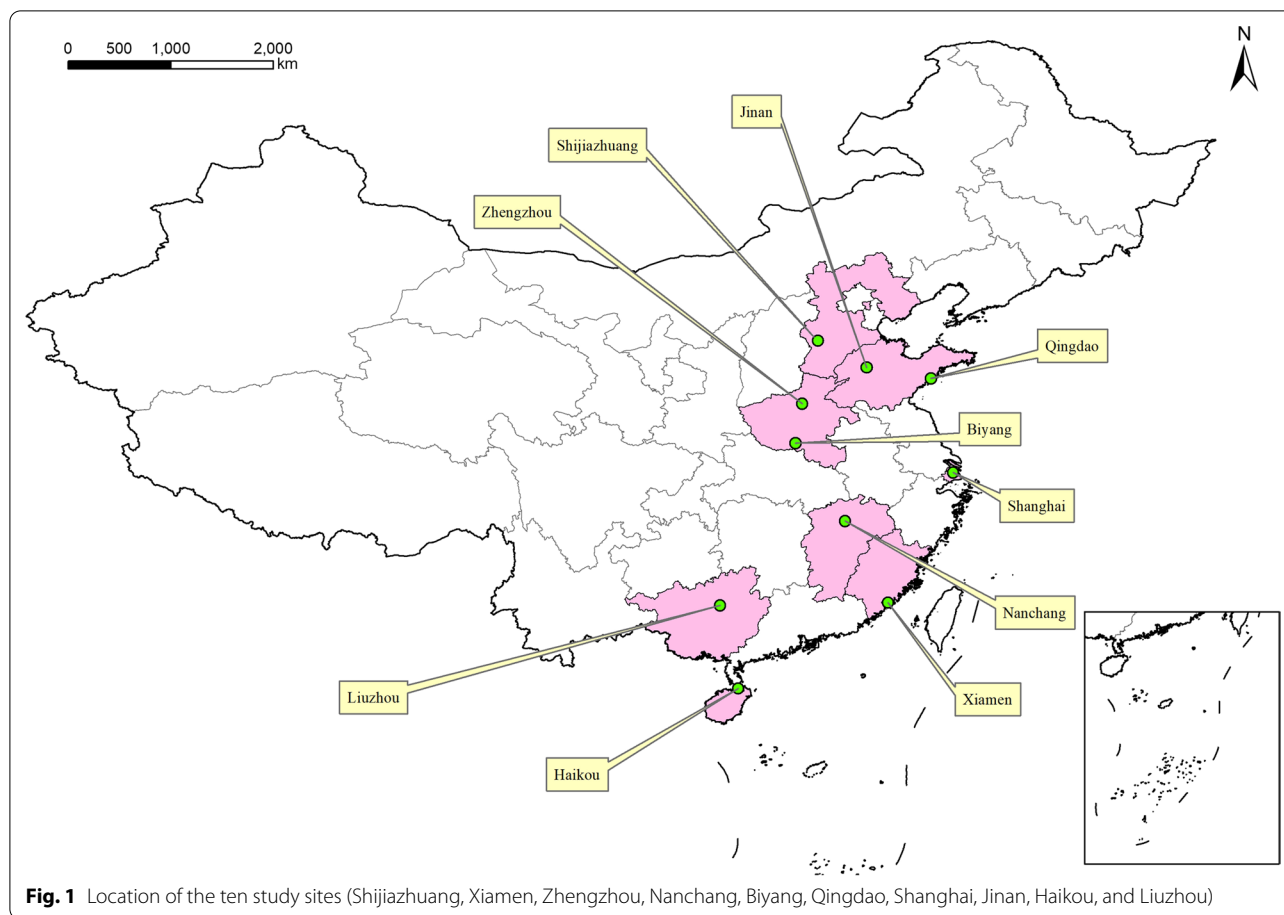 0 500 1,000 2,000
km
N
Jinan
Shijiazhuang
Zhengzhou
Qingdao
Biyang
Shanghai
Nanchang
Liuzhou
Xiamen
Haikou
Fig. 1 Location of the ten study sites (Shijiazhuang, Xiamen, Zhengzhou, Nanchang, Biyang, Qingdao, Shanghai, Jinan, Haikou, and Liuzhou)